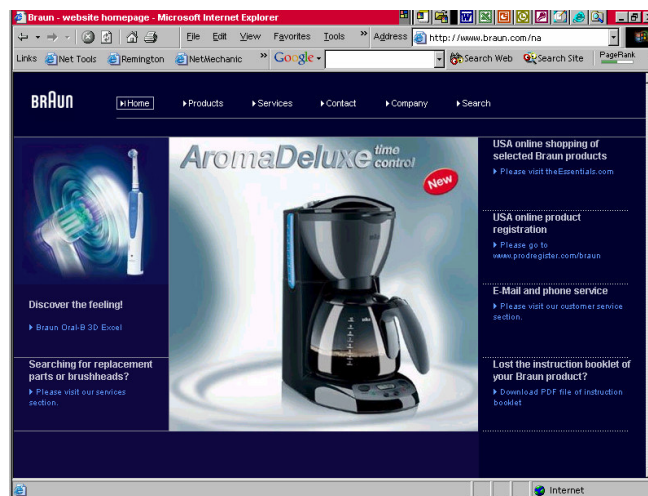 Braun - website homepage - Microsoft Internet Explorer
File Edit View Favorites Tools » Address http://www.braun.com/na
Links Net Tools Remington NetMechanic » Google Search Web Search Site PageRank
BRAUN
Home Products Services Contact Company Search
AromaDeluxe time control
New
Discover the feeling!
Braun Oral-B 3D Excel
Searching for replacement
parts or brushheads?
Please visit our services
section.
USA online shopping of
selected Braun products
Please visit theEssentials.com
USA online product
registration
Please go to
www.prodregister.com/braun
E-Mail and phone service
Please visit our customer service
section.
Lost the instruction booklet of
your Braun product?
Download PDF file of instruction
booklet
Internet